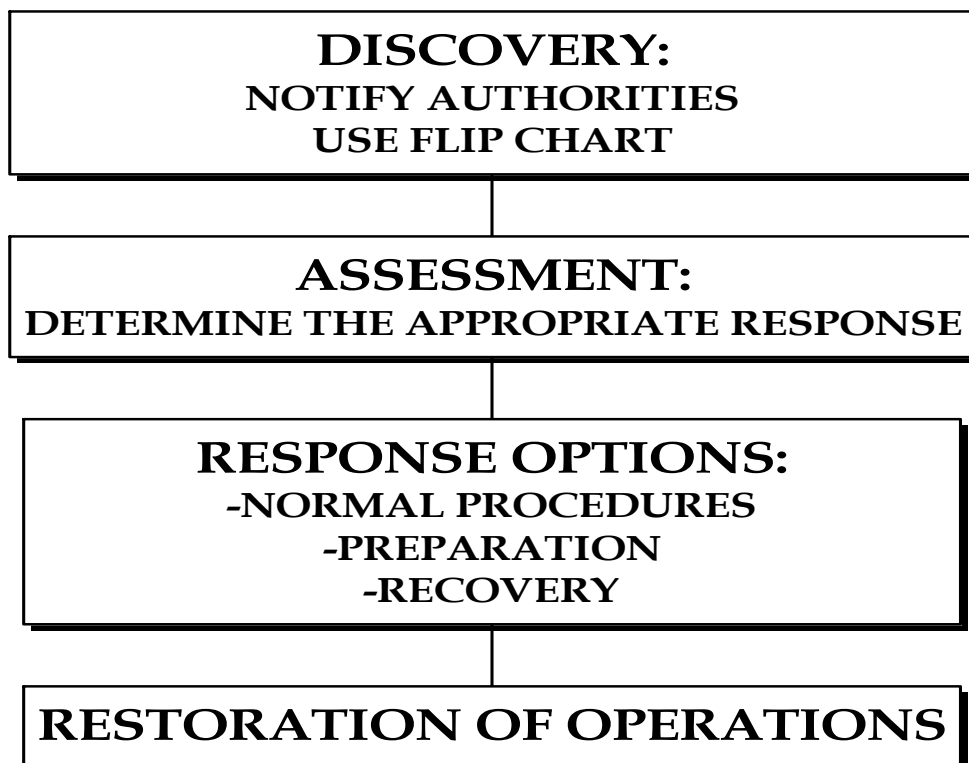 DISCOVERY:
NOTIFY AUTHORITIES
USE FLIP CHART
ASSESSMENT:
DETERMINE THE APPROPRIATE RESPONSE
RESPONSE OPTIONS:
-NORMAL PROCEDURES
-PREPARATION
-RECOVERY
RESTORATION OF OPERATIONS